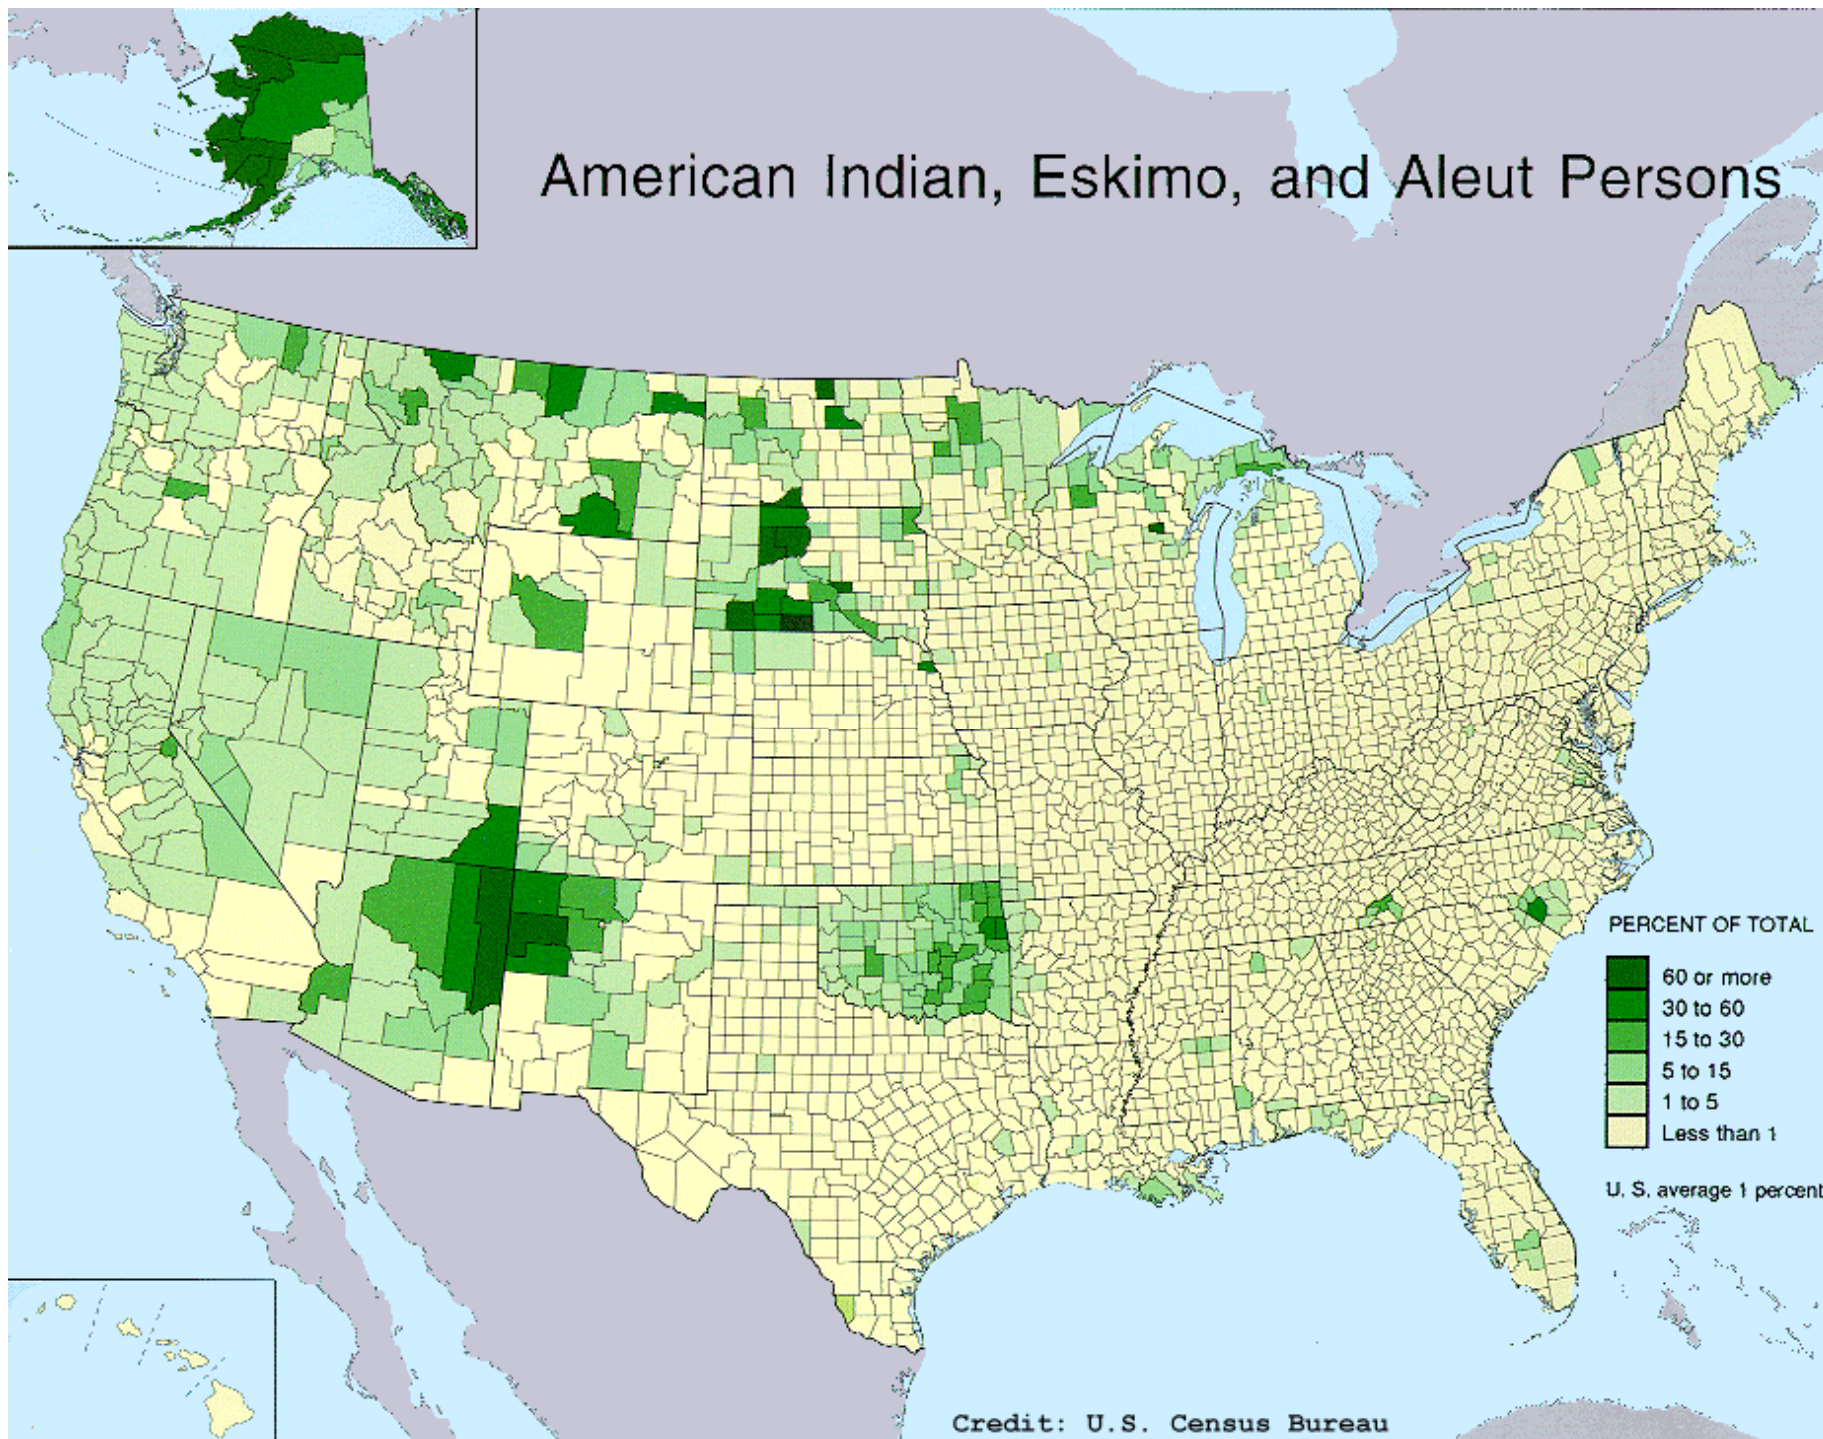 American Indian, Eskimo, and Aleut Persons
PERCENT OF TOTAL
60 or more
30 to 60
15 to 30
5 to 15
1 to 5
Less than 1
U. S. average 1 percent
Credit: U.S. Census Bureau